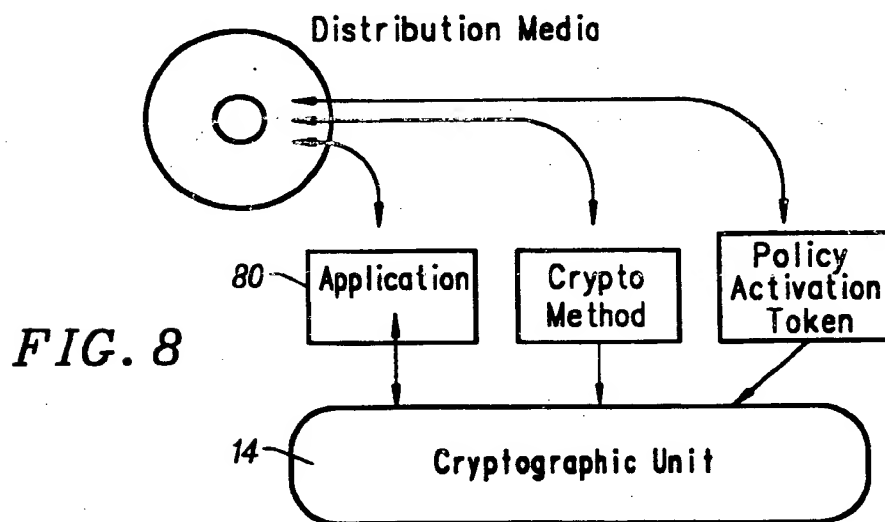 Distribution Media
80
Application
Crypto
Method
Policy
Activation
Token
FIG. 8
14
Cryptographic Unit